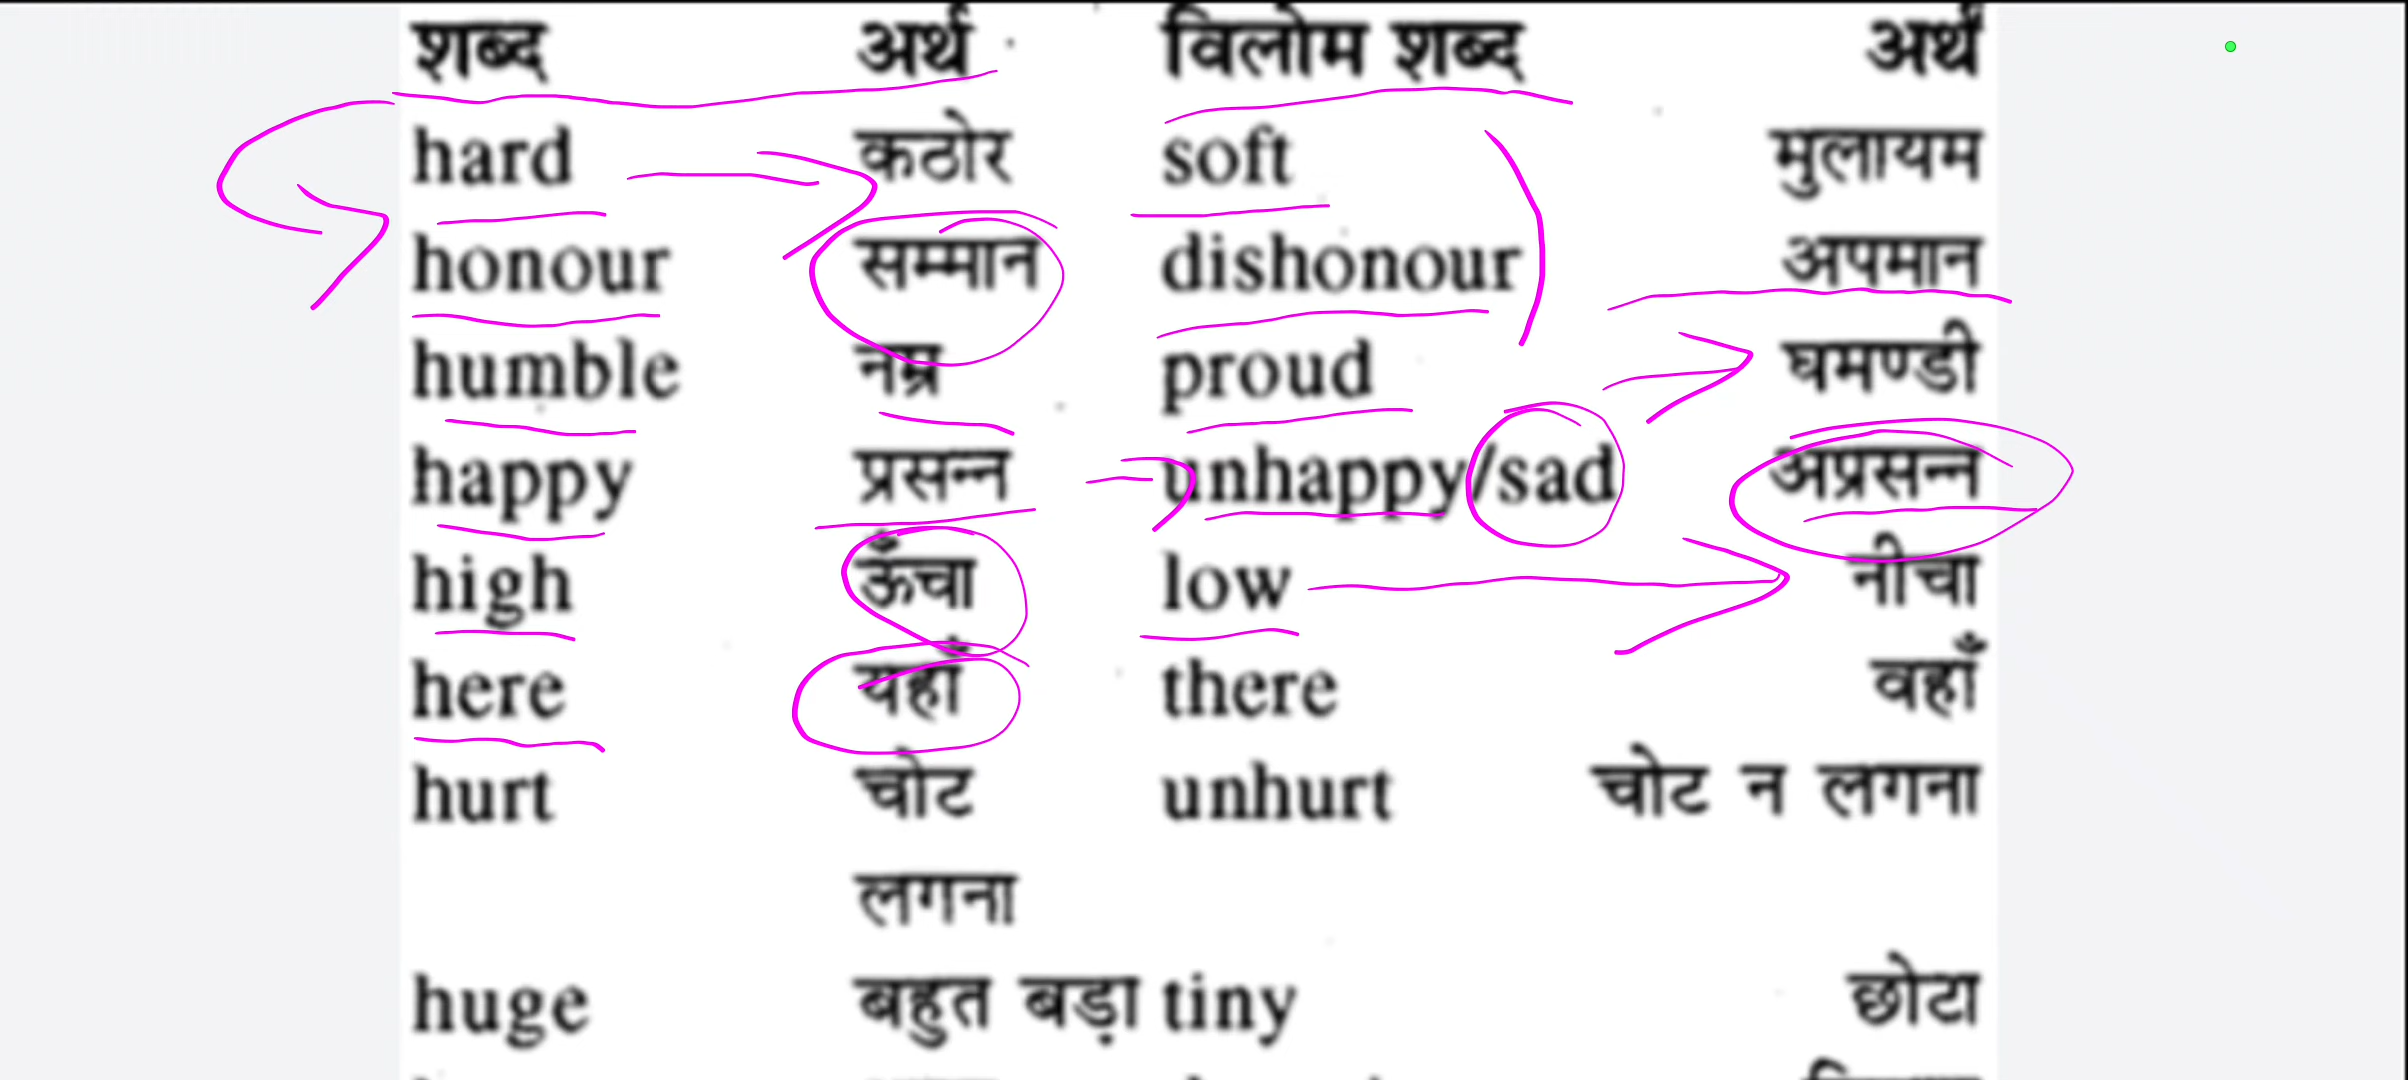 शब्द अर्थ विलोम शब्द अर्थ
hard कठोर soft मुलायम
honour सम्मान dishonour अपमान
humble नम्र proud घमण्डी
happy प्रसन्न unhappy/sad अप्रसन्न
high ऊँचा low नीचा
here यहाँ there वहाँ
hurt चोट unhurt चोट न लगना
लगना
huge बहुत बड़ा tiny छोटा